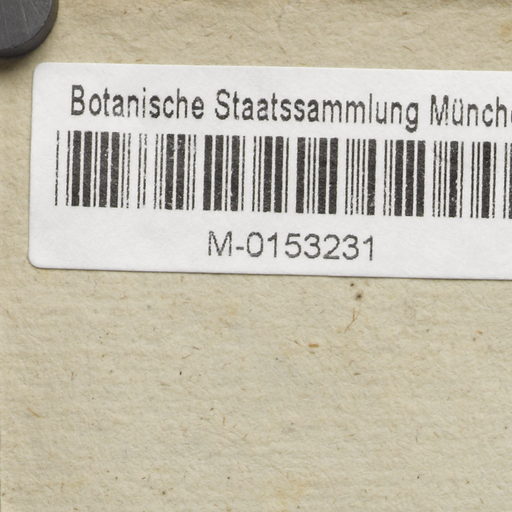 Botanische Staatssammlung Münch
M-0153231